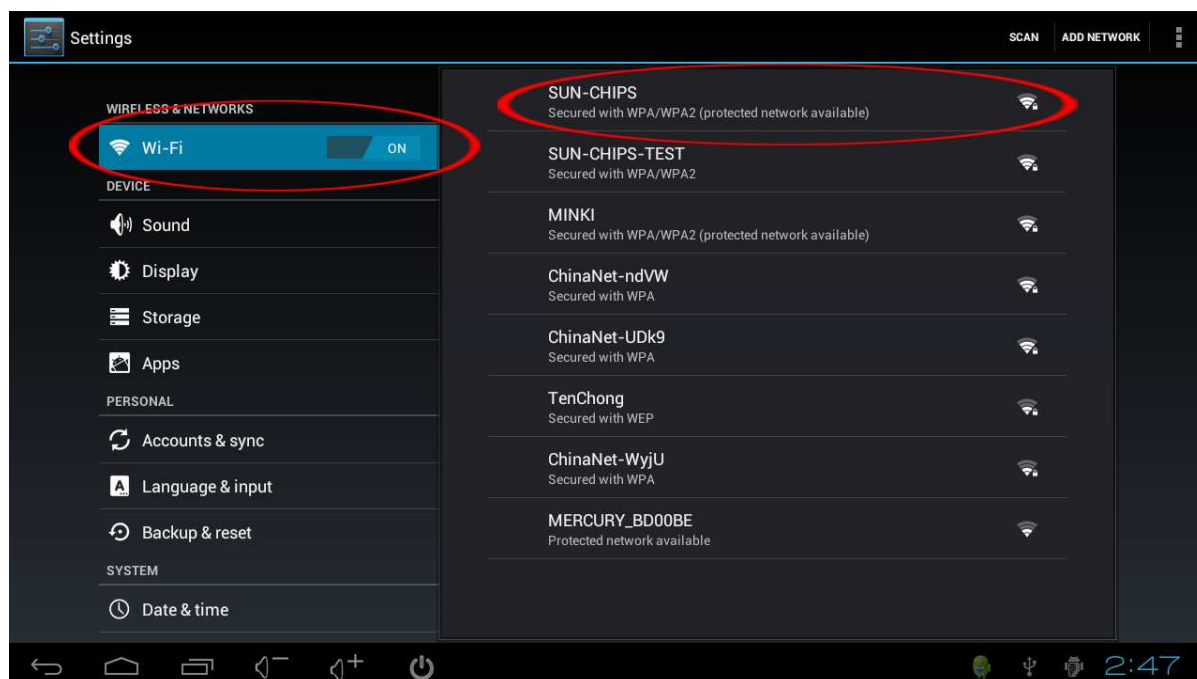 Settings
SCAN ADD NETWORK
WIRELESS & NETWORKS
Wi-Fi ON
DEVICE
Sound
Display
Storage
Apps
PERSONAL
Accounts & sync
Language & input
Backup & reset
SYSTEM
Date & time
SUN-CHIPS
Secured with WPA/WPA2 (protected network available)
SUN-CHIPS-TEST
Secured with WPA/WPA2
MINKI
Secured with WPA/WPA2 (protected network available)
ChinaNet-ndVW
Secured with WPA
ChinaNet-UDk9
Secured with WPA
TenChong
Secured with WEP
ChinaNet-WyjU
Secured with WPA
MERCURY_BD00BE
Protected network available
2:47